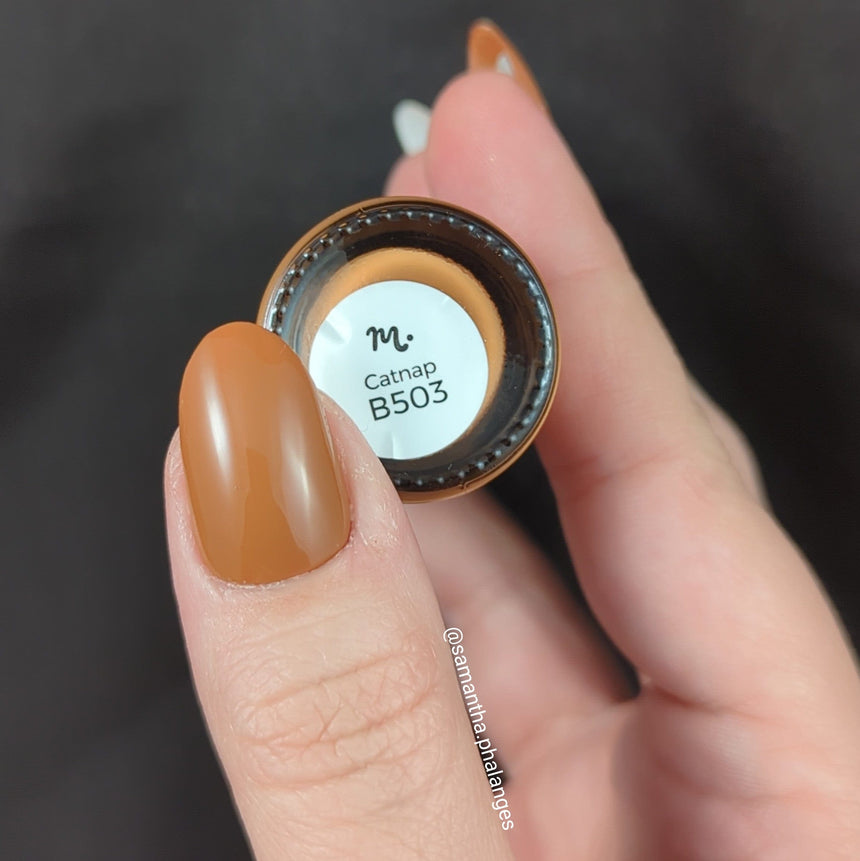 m.
Catnap
B503
@samantha.phalanges